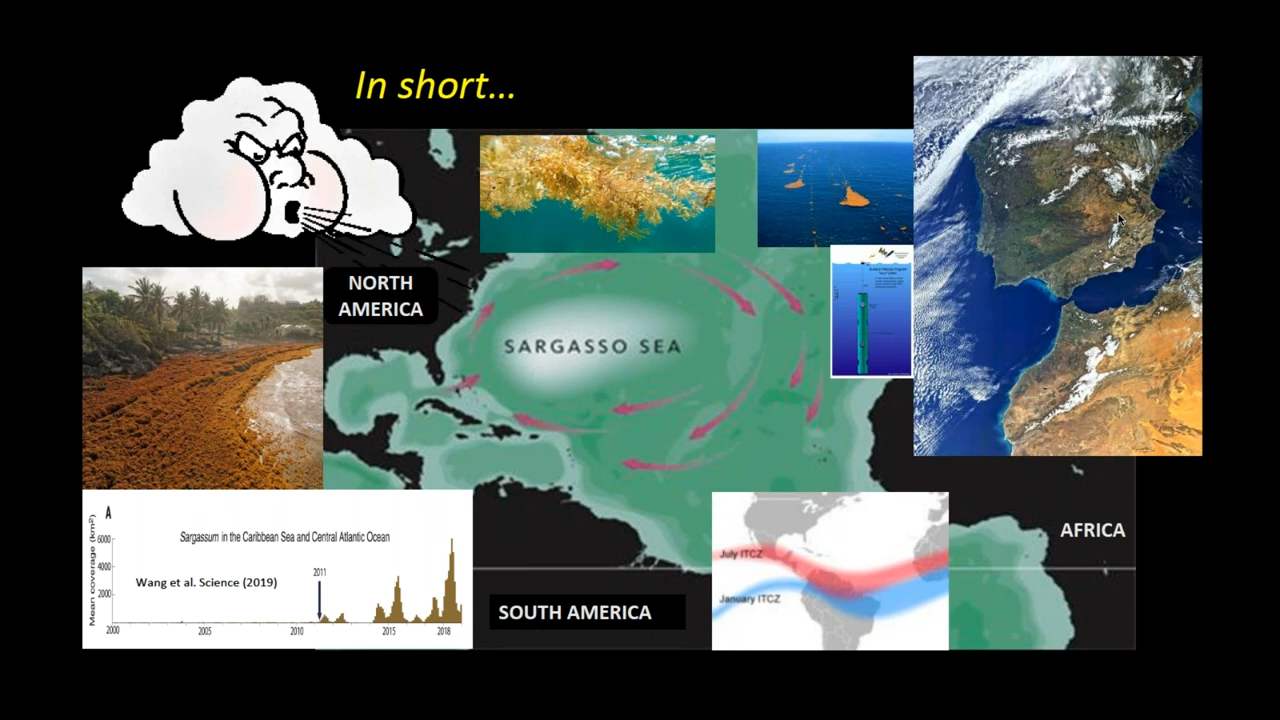 In short...
NORTH
AMERICA
SARGASSO SEA
A
Sargassum in the Caribbean Sea and Central Atlantic Ocean
Mean coverage (km²)
6000
4000
2000
Wang et al. Science (2019)
2011
2000
2005
2010
2015
2018
SOUTH AMERICA
July ITCZ
January ITCZ
AFRICA